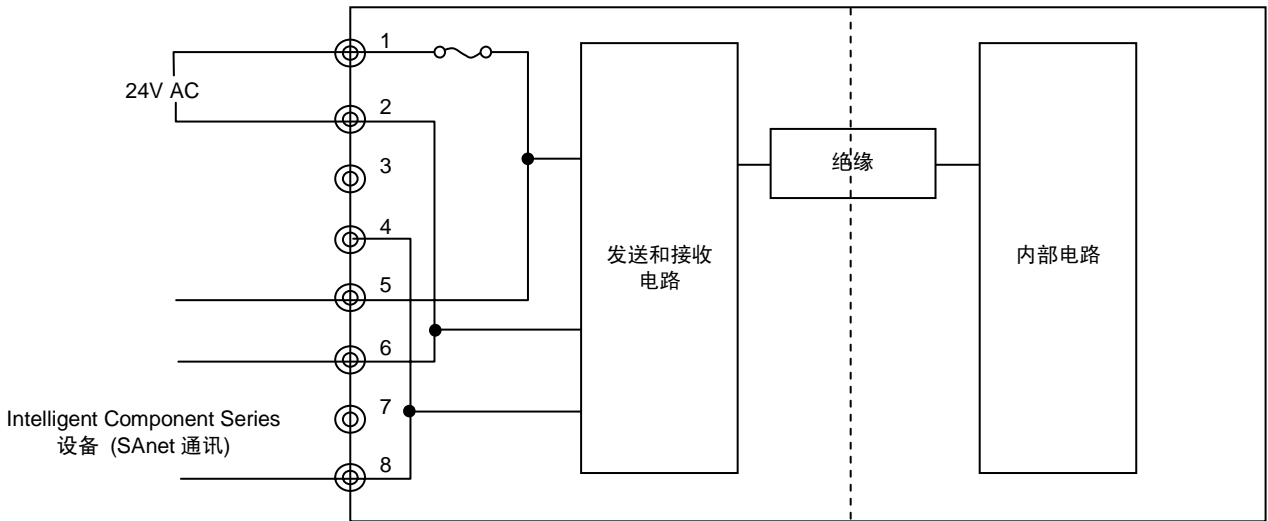 1
24V AC
2
3
绝缘
4
发送和接收
电路
内部电路
5
6
7
Intelligent Component Series
设备 (SAnet 通讯)
8